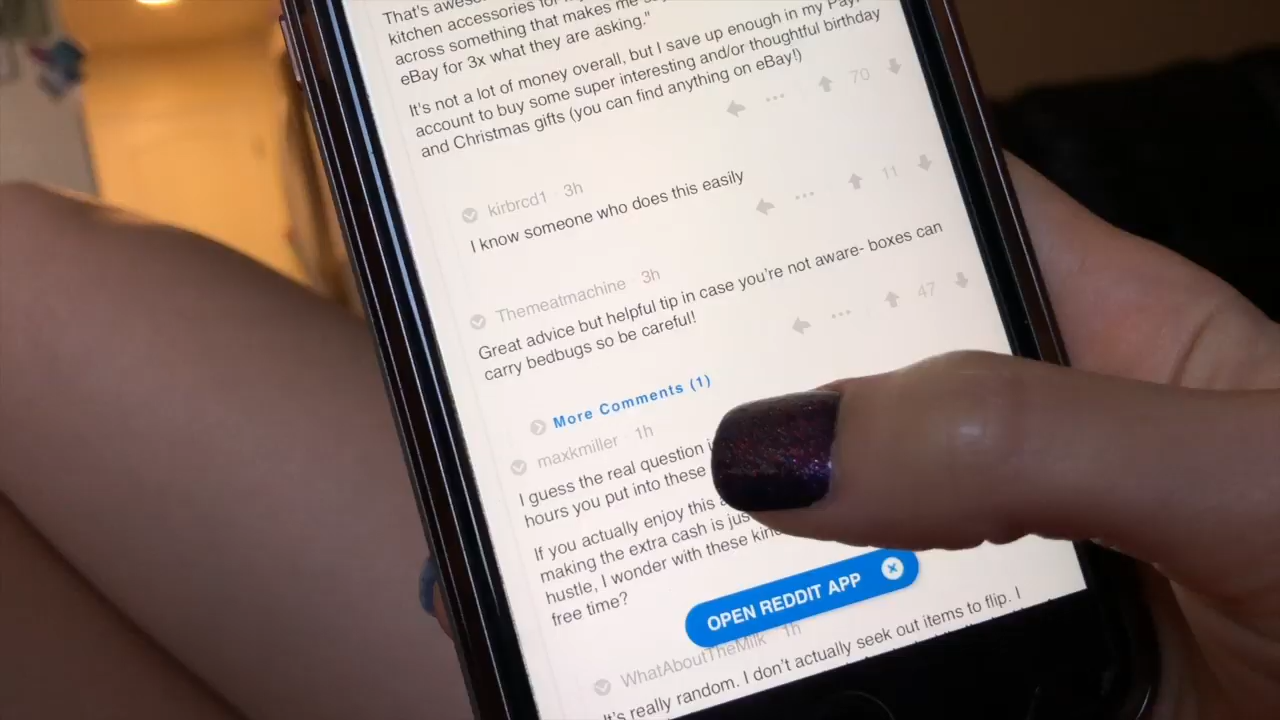 That's awes
kitchen accessories for
across something that makes me
eBay for 3x what they are asking."
It's not a lot of money overall, but I save up enough in my Pay
account to buy some super interesting and/or thoughtful birthday
and Christmas gifts (you can find anything on eBay!)
70
kirbrcd1 · 3h
I know someone who does this easily
11
Themeatmachine · 3h
Great advice but helpful tip in case you're not aware- boxes can
carry bedbugs so be careful!
47
More Comments (1)
maxkmiller · 1h
I guess the real question
hours you put into these
If you actually enjoy this
making the extra cash is jus
hustle, I wonder with these kin
free time?
OPEN REDDIT APP
WhatAboutTheMilk · 1h
It's really random. I don't actually seek out items to flip. I